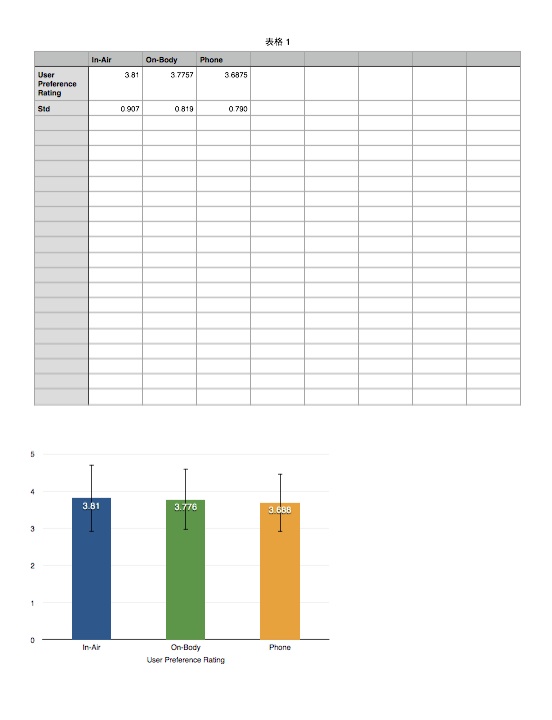 表格 1
In-Air On-Body Phone
User Preference Rating 3.81 3.7757 3.6875
Std 0.907 0.819 0.790
5
4
3
2
1
0
3.81 3.776 3.688
In-Air On-Body Phone
User Preference Rating